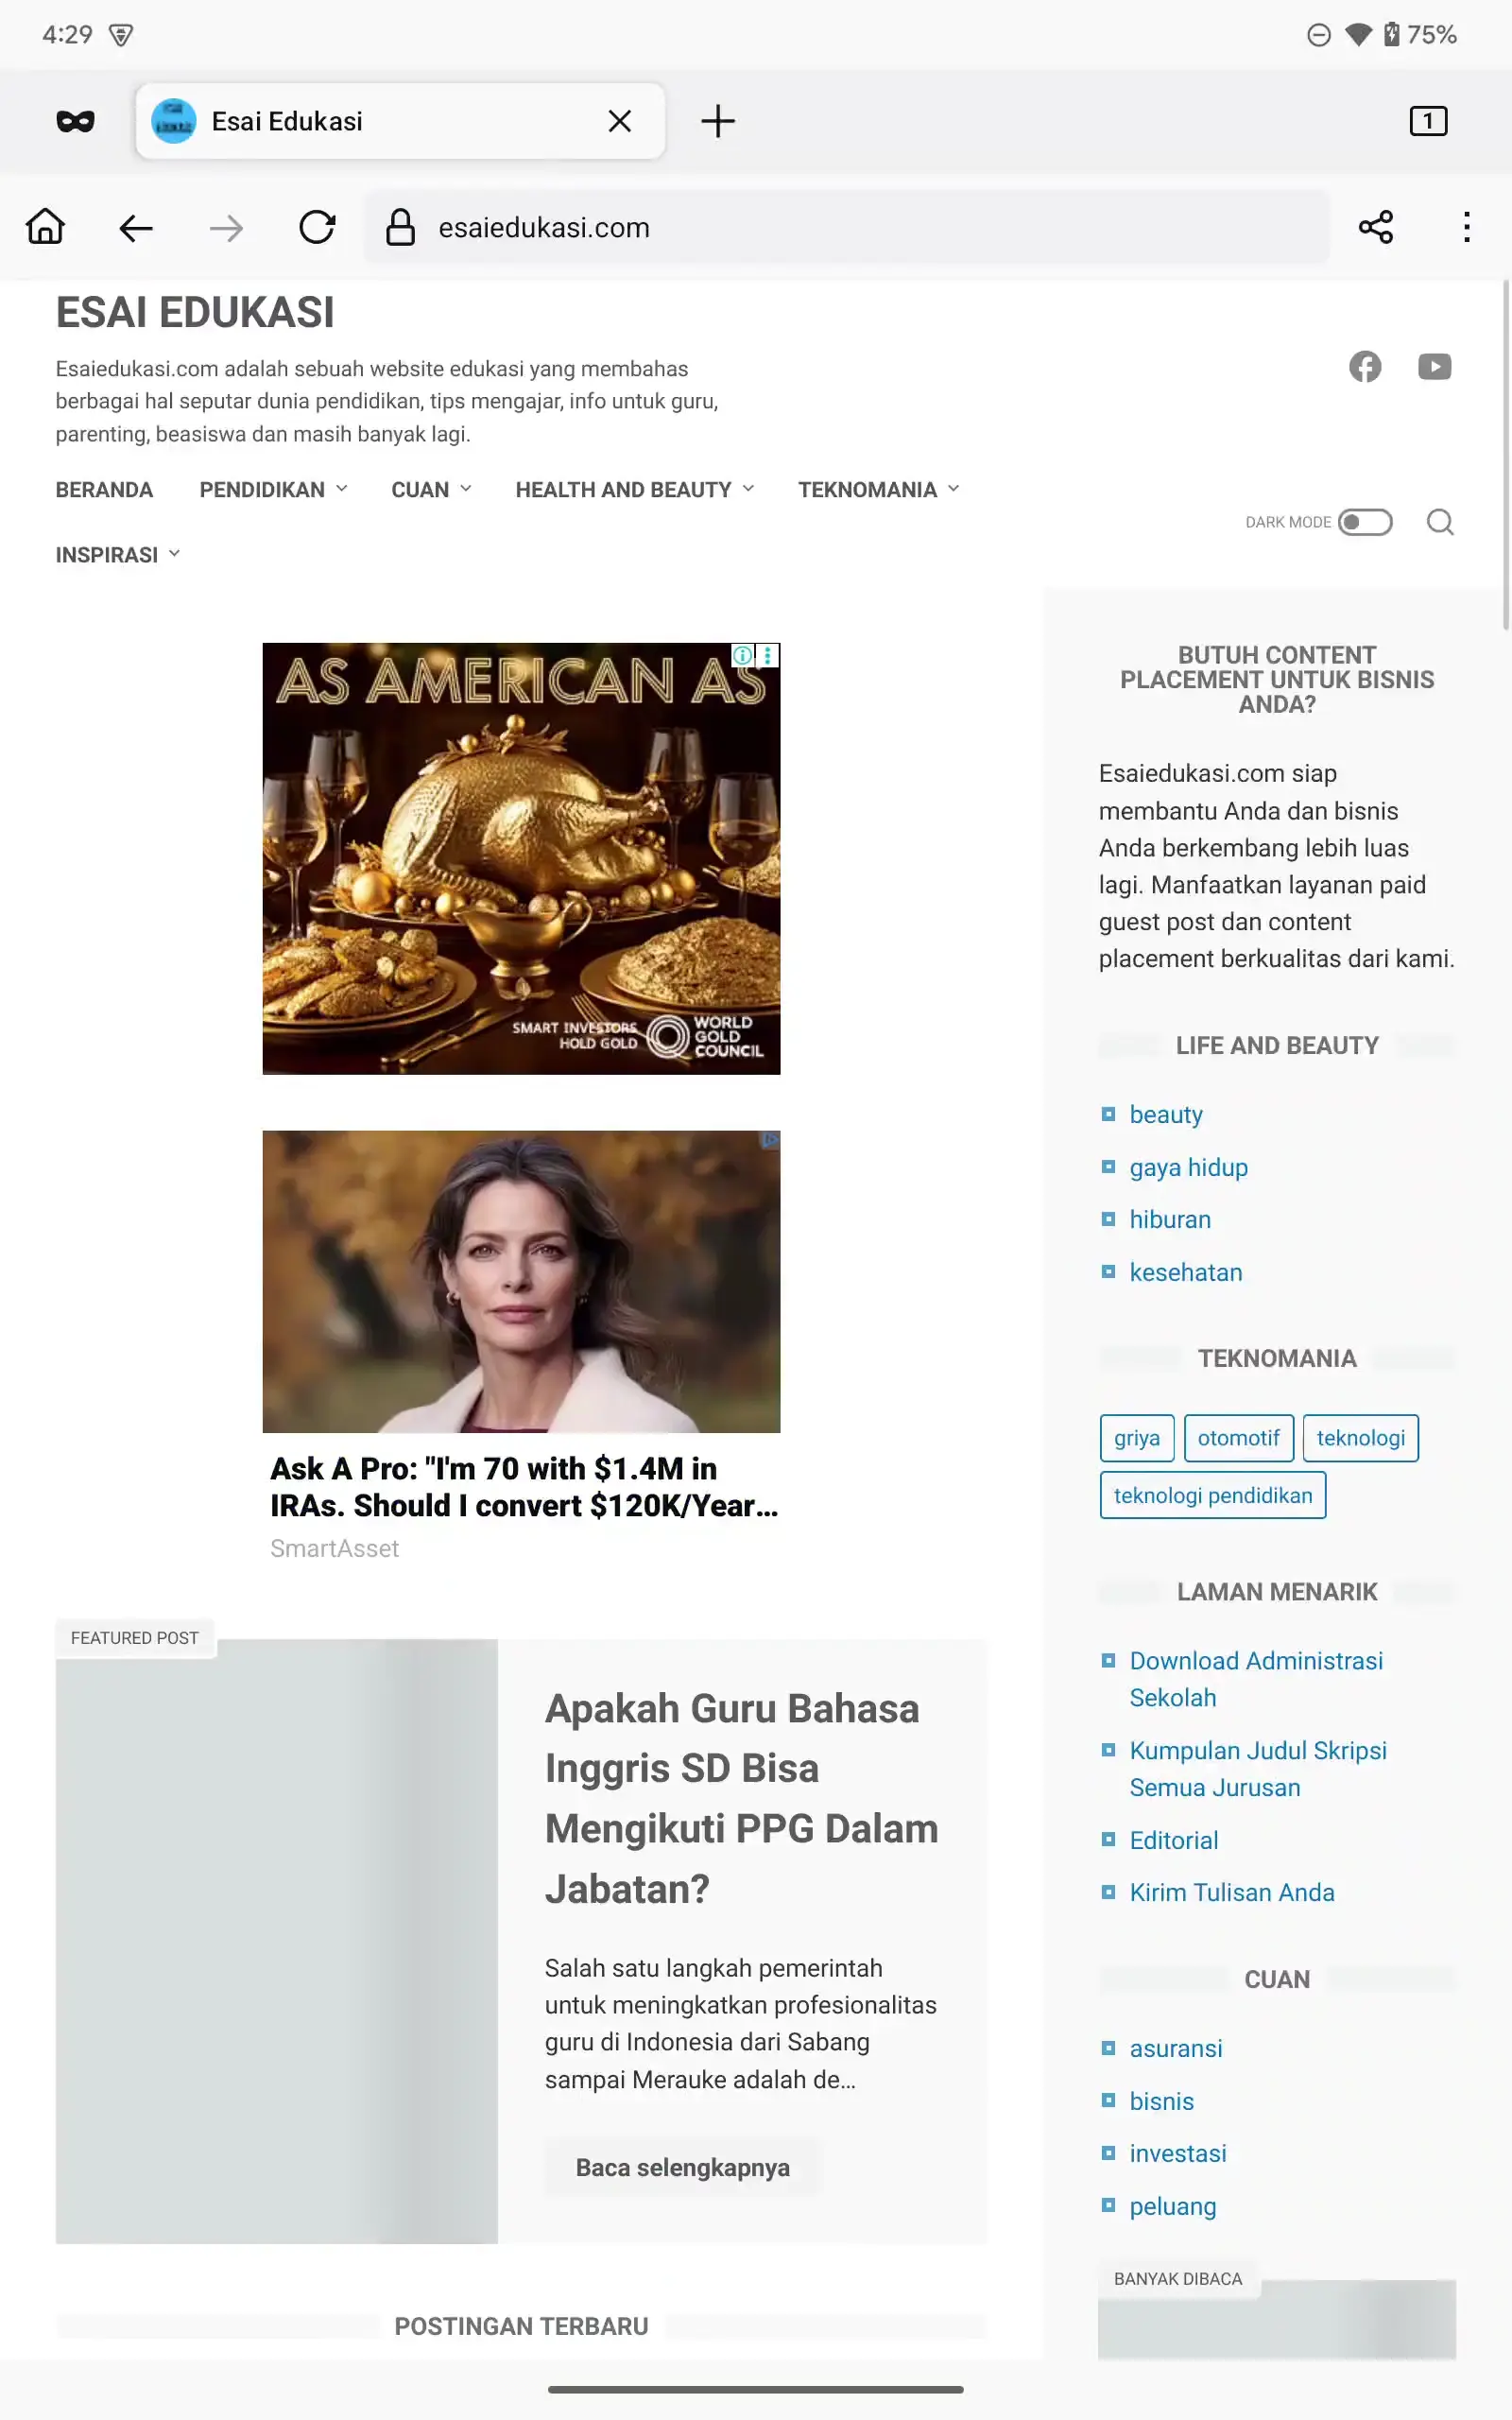 4:29
75%
Esai Edukasi
1
esaiedukasi.com
ESAI EDUKASI
Esaiedukasi.com adalah sebuah website edukasi yang membahas
berbagai hal seputar dunia pendidikan, tips mengajar, info untuk guru,
parenting, beasiswa dan masih banyak lagi.
BERANDA PENDIDIKAN CUAN HEALTH AND BEAUTY TEKNOMANIA
INSPIRASI
DARK MODE
AS AMERICAN AS
SMART INVESTORS
HOLD GOLD
WORLD
GOLD
COUNCIL
Ask A Pro: "I'm 70 with $1.4M in
IRAs. Should I convert $120K/Year...
SmartAsset
FEATURED POST
Apakah Guru Bahasa
Inggris SD Bisa
Mengikuti PPG Dalam
Jabatan?
Salah satu langkah pemerintah
untuk meningkatkan profesionalitas
guru di Indonesia dari Sabang
sampai Merauke adalah de...
Baca selengkapnya
POSTINGAN TERBARU
BUTUH CONTENT
PLACEMENT UNTUK BISNIS
ANDA?
Esaiedukasi.com siap
membantu Anda dan bisnis
Anda berkembang lebih luas
lagi. Manfaatkan layanan paid
guest post dan content
placement berkualitas dari kami.
LIFE AND BEAUTY
beauty
gaya hidup
hiburan
kesehatan
TEKNOMANIA
griya otomotif teknologi
teknologi pendidikan
LAMAN MENARIK
Download Administrasi
Sekolah
Kumpulan Judul Skripsi
Semua Jurusan
Editorial
Kirim Tulisan Anda
CUAN
asuransi
bisnis
investasi
peluang
BANYAK DIBACA